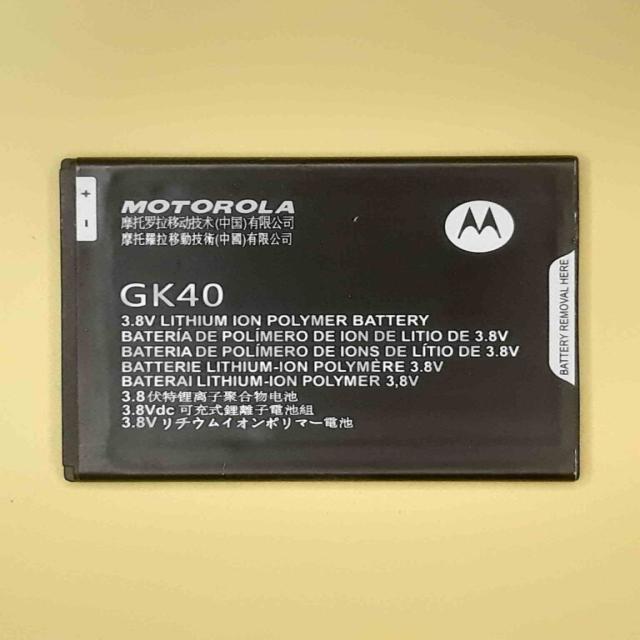 +
-
MOTOROLA
摩托罗拉移动技术(中国)有限公司
摩托羅拉移動技術(中國)有限公司
GK40
3.8V LITHIUM ION POLYMER BATTERY
BATERÍA DE POLÍMERO DE ION DE LITIO DE 3.8V
BATERIA DE POLÍMERO DE IONS DE LÍTIO DE 3.8V
BATTERIE LITHIUM-ION POLYMÈRE 3.8V
BATERAI LITHIUM-ION POLYMER 3,8V
3.8伏特锂离子聚合物电池
3.8Vdc 可充式鋰離子電池組
3.8Vリチウムイオンポリマー電池
BATTERY REMOVAL HERE